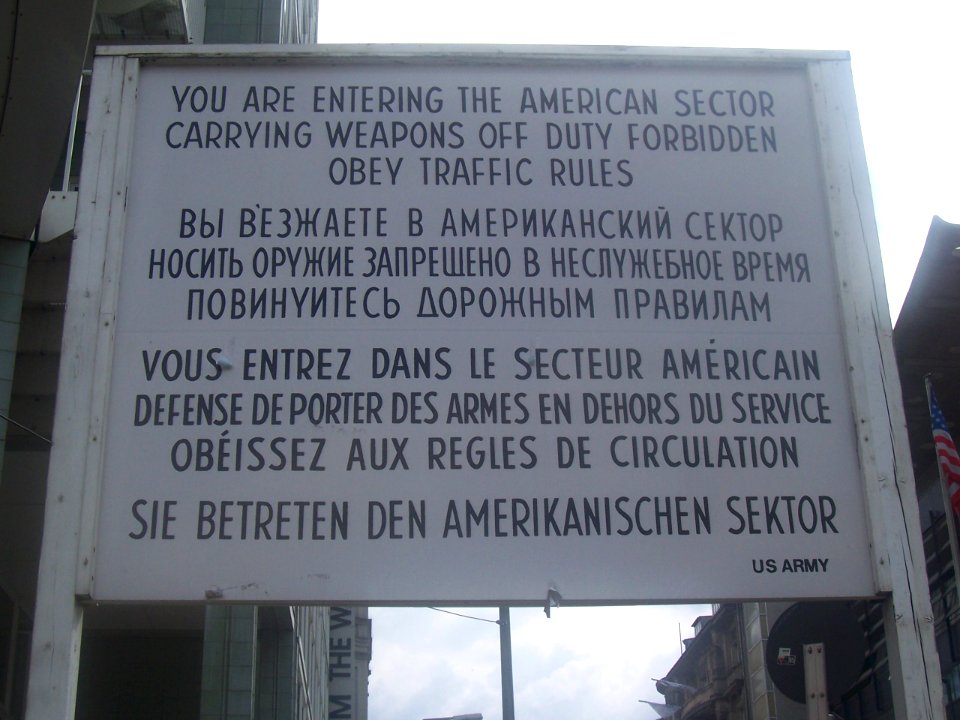 YOU ARE ENTERING THE AMERICAN SECTOR
CARRYING WEAPONS OFF DUTY FORBIDDEN
OBEY TRAFFIC RULES
ВЫ ВЪЕЗЖАЕТЕ В АМЕРИКАНСКИЙ СЕКТОР
НОСИТЬ ОРУЖИЕ ЗАПРЕЩЕНО В НЕСЛУЖЕБНОЕ ВРЕМЯ
ПОВИНУИТЕСЬ ДОРОЖНЫМ ПРАВИЛАМ
VOUS ENTREZ DANS LE SECTEUR AMÉRICAIN
DEFENSE DE PORTER DES ARMES EN DEHORS DU SERVICE
OBÉISSEZ AUX REGLES DE CIRCULATION
SIE BETRETEN DEN AMERIKANISCHEN SEKTOR
US ARMY
M THE W